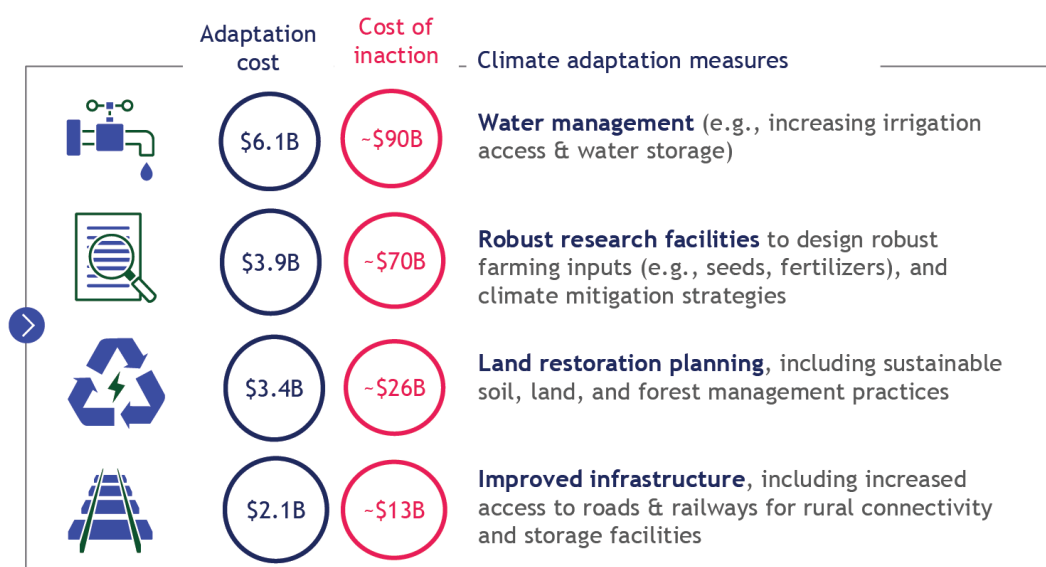 Adaptation
cost
Cost of
inaction
Climate adaptation measures
$6.1B
~$90B
Water management (e.g., increasing irrigation
access & water storage)
$3.9B
~$70B
Robust research facilities to design robust
farming inputs (e.g., seeds, fertilizers), and
climate mitigation strategies
$3.4B
~$26B
Land restoration planning, including sustainable
soil, land, and forest management practices
$2.1B
~$13B
Improved infrastructure, including increased
access to roads & railways for rural connectivity
and storage facilities